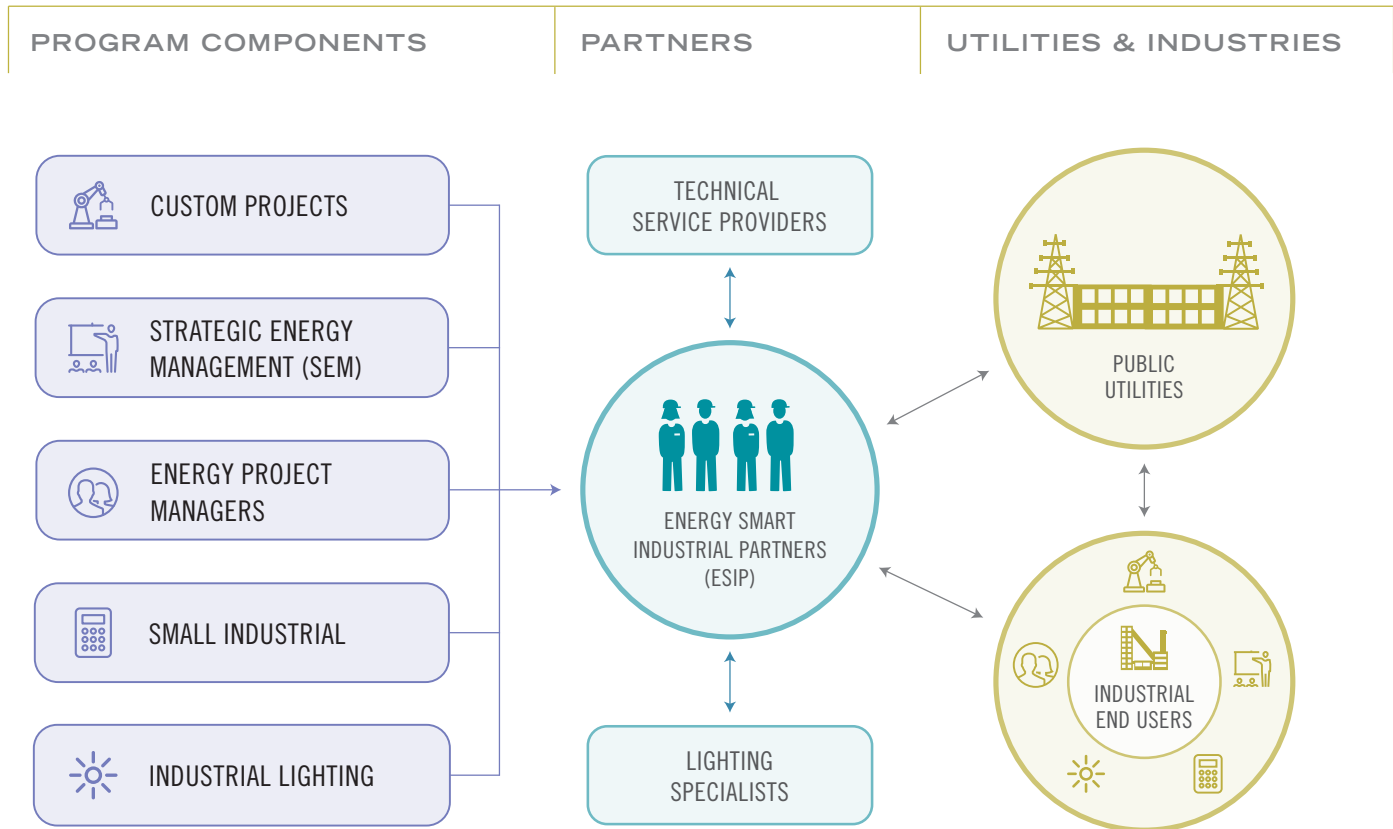 PROGRAM COMPONENTS
PARTNERS
UTILITIES & INDUSTRIES
CUSTOM PROJECTS
STRATEGIC ENERGY
MANAGEMENT (SEM)
ENERGY PROJECT
MANAGERS
SMALL INDUSTRIAL
INDUSTRIAL LIGHTING
TECHNICAL
SERVICE PROVIDERS
ENERGY SMART
INDUSTRIAL PARTNERS
(ESIP)
LIGHTING
SPECIALISTS
PUBLIC
UTILITIES
INDUSTRIAL
END USERS